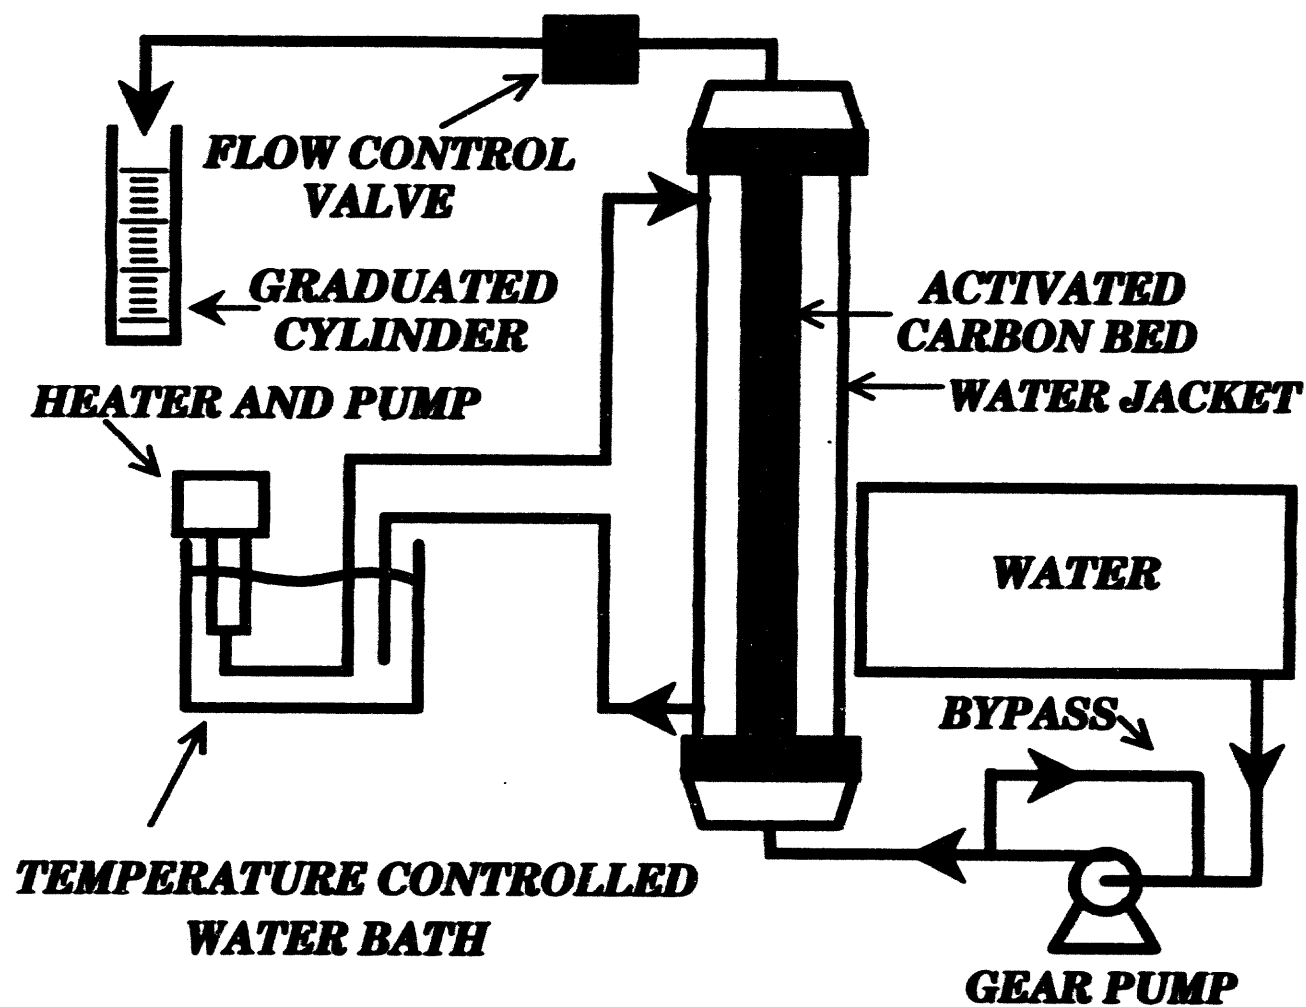 FLOW CONTROL
VALVE
GRADUATED
CYLINDER
HEATER AND PUMP
ACTIVATED
CARBON BED
WATER JACKET
WATER
BYPASS
TEMPERATURE CONTROLLED
WATER BATH
GEAR PUMP